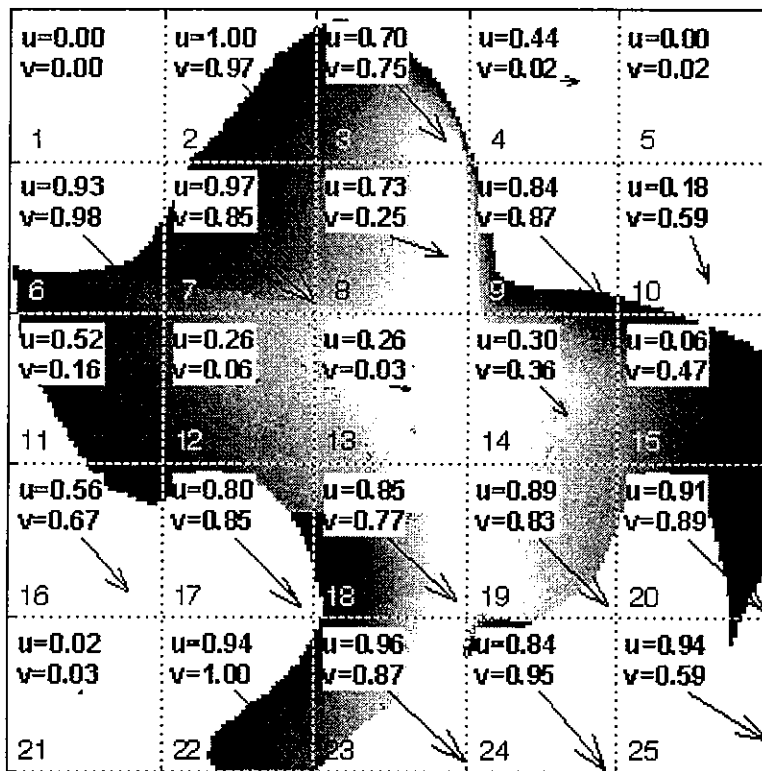 u=0.00 u=1.00 u=0.70 u=0.44 u=0.00
v=0.00 v=0.97 v=0.75 v=0.02 v=0.02
1 2 3 4 5
u=0.93 u=0.97 u=0.73 u=0.84 u=0.18
v=0.98 v=0.85 v=0.25 v=0.87 v=0.59
6 7 8 9 10
u=0.52 u=0.26 u=0.26 u=0.30 u=0.06
v=0.16 v=0.06 v=0.03 v=0.36 v=0.47
11 12 13 14 15
u=0.56 u=0.80 u=0.85 u=0.89 u=0.91
v=0.67 v=0.85 v=0.77 v=0.83 v=0.89
16 17 18 19 20
u=0.02 u=0.94 u=0.96 u=0.84 u=0.94
v=0.03 v=1.00 v=0.87 v=0.95 v=0.59
21 22 23 24 25